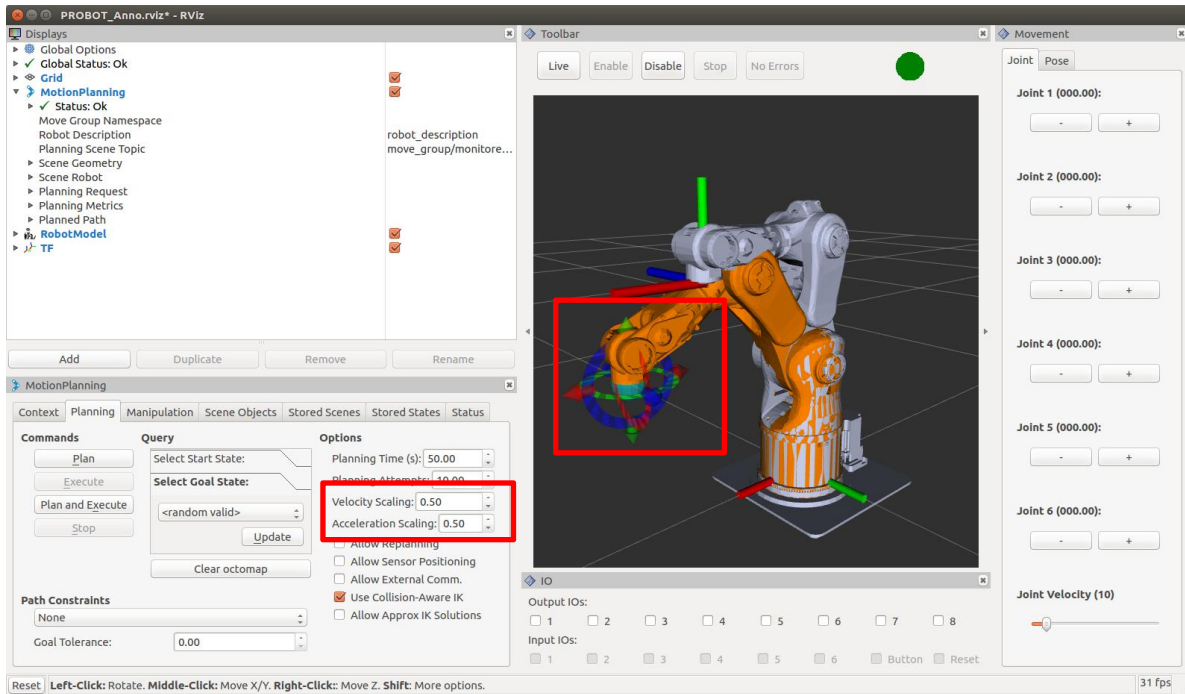 PROBOT_Anno.rviz* - RViz
Displays
Global Options
Global Status: Ok
Grid
MotionPlanning
Status: Ok
Move Group Namespace
Robot Description robot_description
Planning Scene Topic move_group/monitore...
Scene Geometry
Scene Robot
Planning Request
Planning Metrics
Planned Path
RobotModel
TF
Add Duplicate Remove Rename
MotionPlanning
Context Planning Manipulation Scene Objects Stored Scenes Stored States Status
Commands
Plan
Execute
Plan and Execute
Stop
Query
Select Start State:
Select Goal State:
<random valid>
Update
Clear octomap
Options
Planning Time (s): 50.00
Planning Attempts: 10.00
Velocity Scaling: 0.50
Acceleration Scaling: 0.50
Allow Replanning
Allow Sensor Positioning
Allow External Comm.
Use Collision-Aware IK
Allow Approx IK Solutions
Path Constraints
None
Goal Tolerance: 0.00
Toolbar
Live Enable Disable Stop No Errors
IO
Output IOs:
1 2 3 4 5 6 7 8
Input IOs:
1 2 3 4 5 6 Button Reset
Movement
Joint Pose
Joint 1 (000.00):
- +
Joint 2 (000.00):
- +
Joint 3 (000.00):
- +
Joint 4 (000.00):
- +
Joint 5 (000.00):
- +
Joint 6 (000.00):
- +
Joint Velocity (10)
Reset Left-Click: Rotate. Middle-Click: Move X/Y. Right-Click:: Move Z. Shift: More options. 31 fps